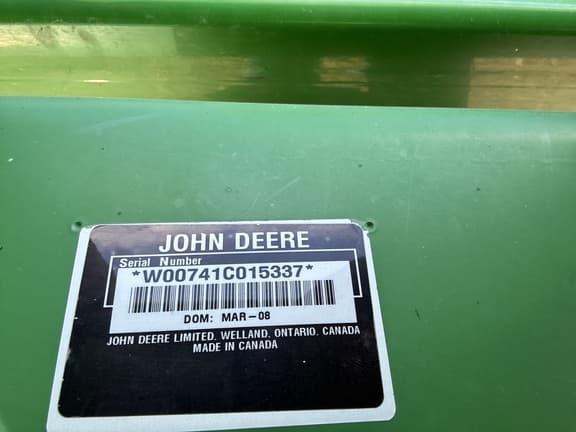 JOHN DEERE
Serial Number
*W00741C015337*
DOM: MAR-08
JOHN DEERE LIMITED, WELLAND, ONTARIO, CANADA
MADE IN CANADA